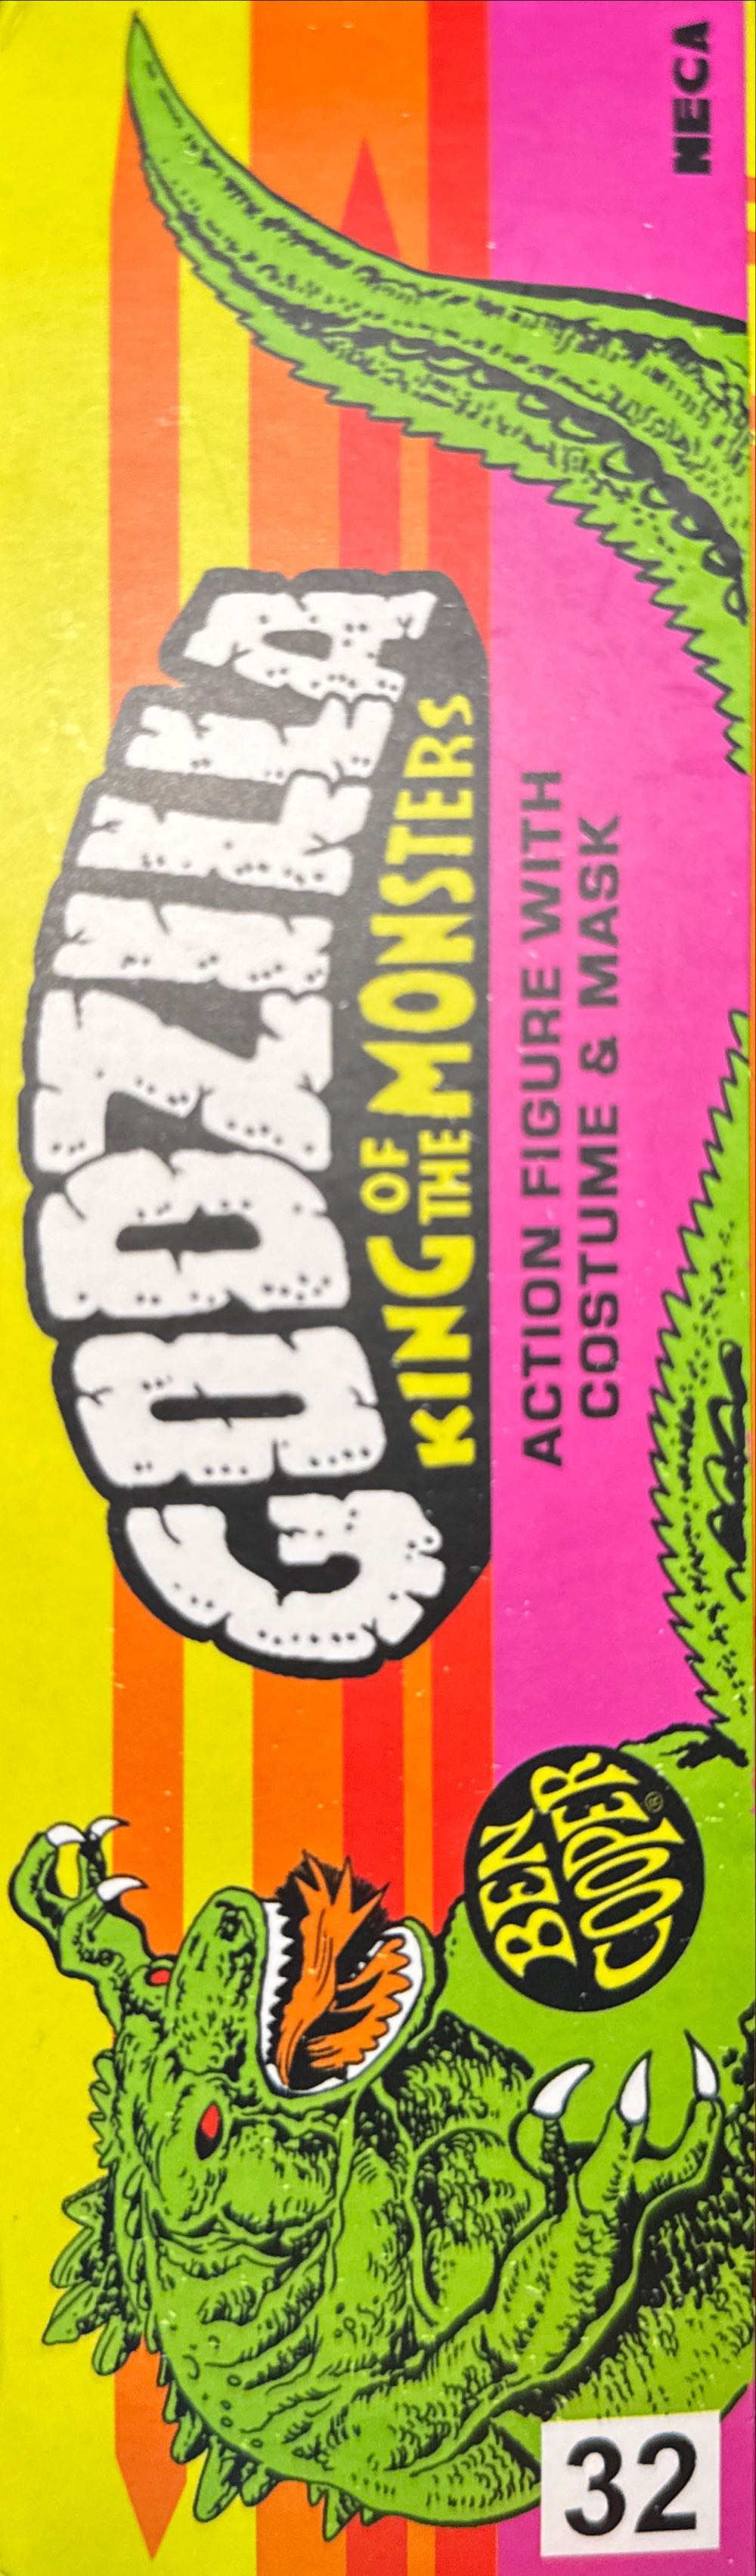 GODZILLA
KING OF THE MONSTERS
ACTION FIGURE WITH
COSTUME & MASK
NECA
BEN
COOPER®
32